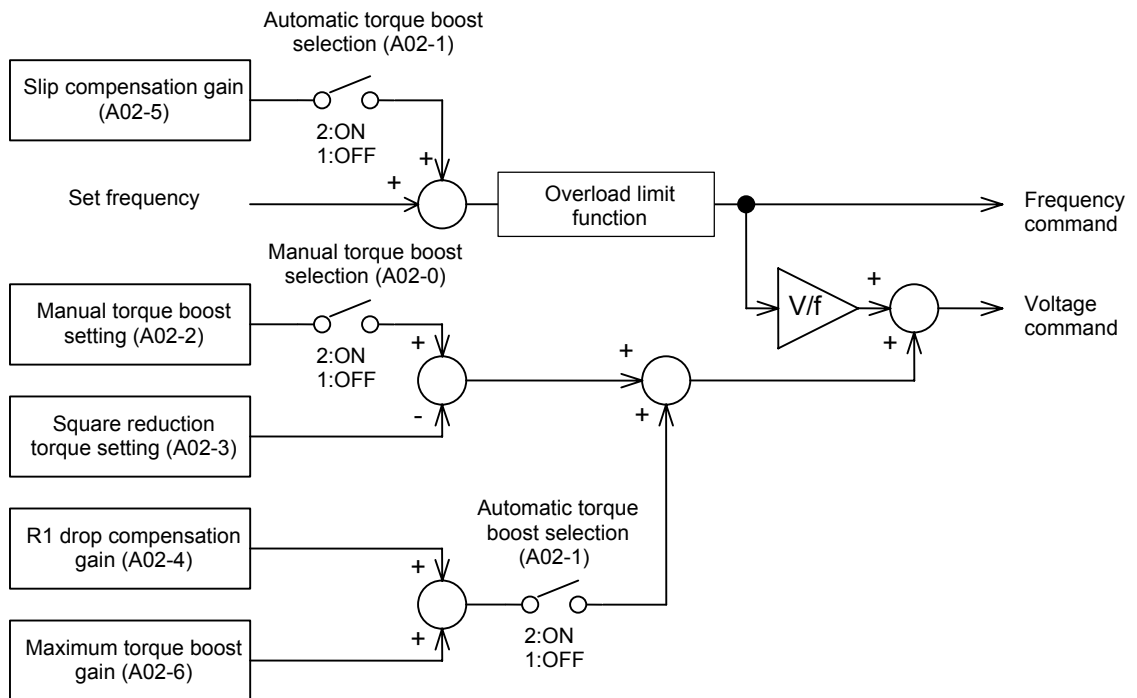 Automatic torque boost
selection (A02-1)
Slip compensation gain
(A02-5)
2:ON
1:OFF
+
+
Set frequency
Overload limit
function
Frequency
command
Manual torque boost
selection (A02-0)
Manual torque boost
setting (A02-2)
2:ON
1:OFF
+
-
V/f
+
+
Voltage
command
+
+
Square reduction
torque setting (A02-3)
R1 drop compensation
gain (A02-4)
+
+
Automatic torque
boost selection
(A02-1)
2:ON
1:OFF
Maximum torque boost
gain (A02-6)